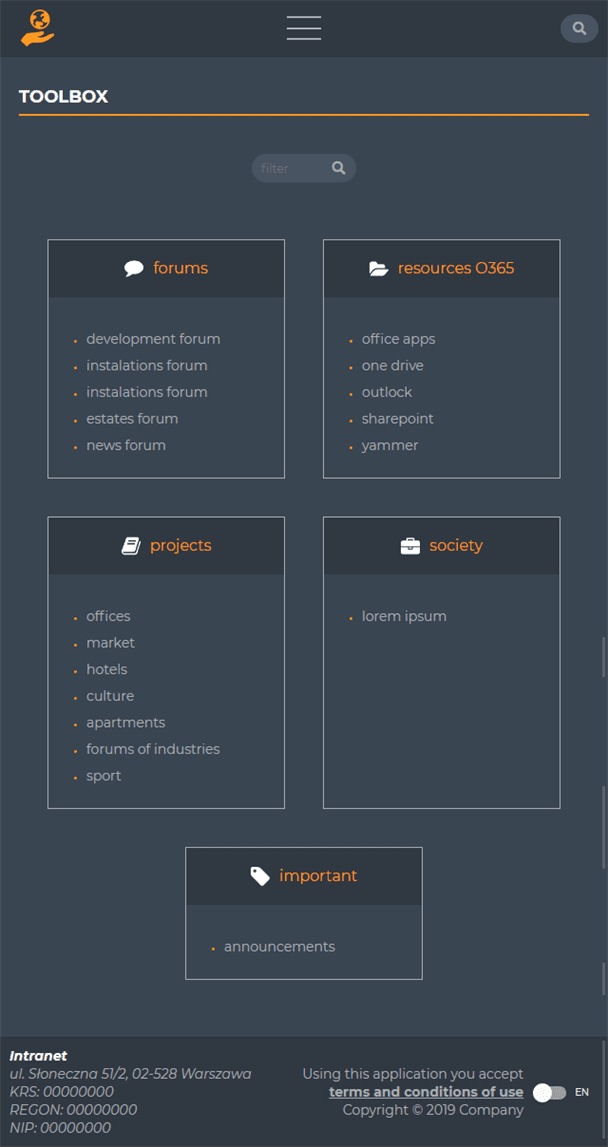 TOOLBOX
filter
forums
development forum
instalations forum
instalations forum
estates forum
news forum
resources O365
office apps
one drive
outlock
sharepoint
yammer
projects
offices
market
hotels
culture
apartments
forums of industries
sport
society
lorem ipsum
important
announcements
Intranet
ul. Słoneczna 51/2, 02-528 Warszawa
KRS: 00000000
REGON: 00000000
NIP: 00000000
Using this application you accept
terms and conditions of use
Copyright © 2019 Company
EN